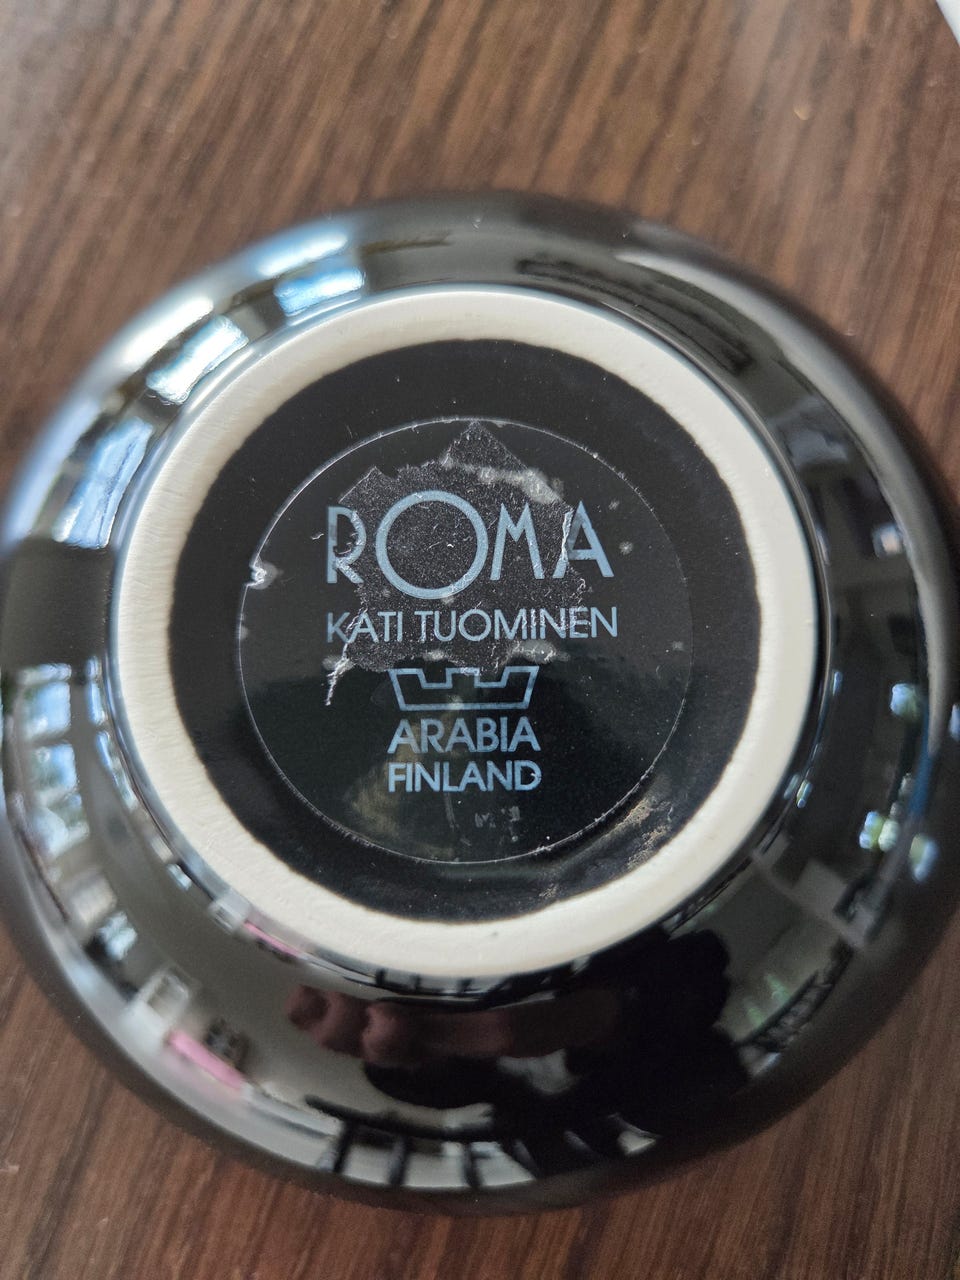 ROMA
KATI TUOMINEN
ARABIA
FINLAND